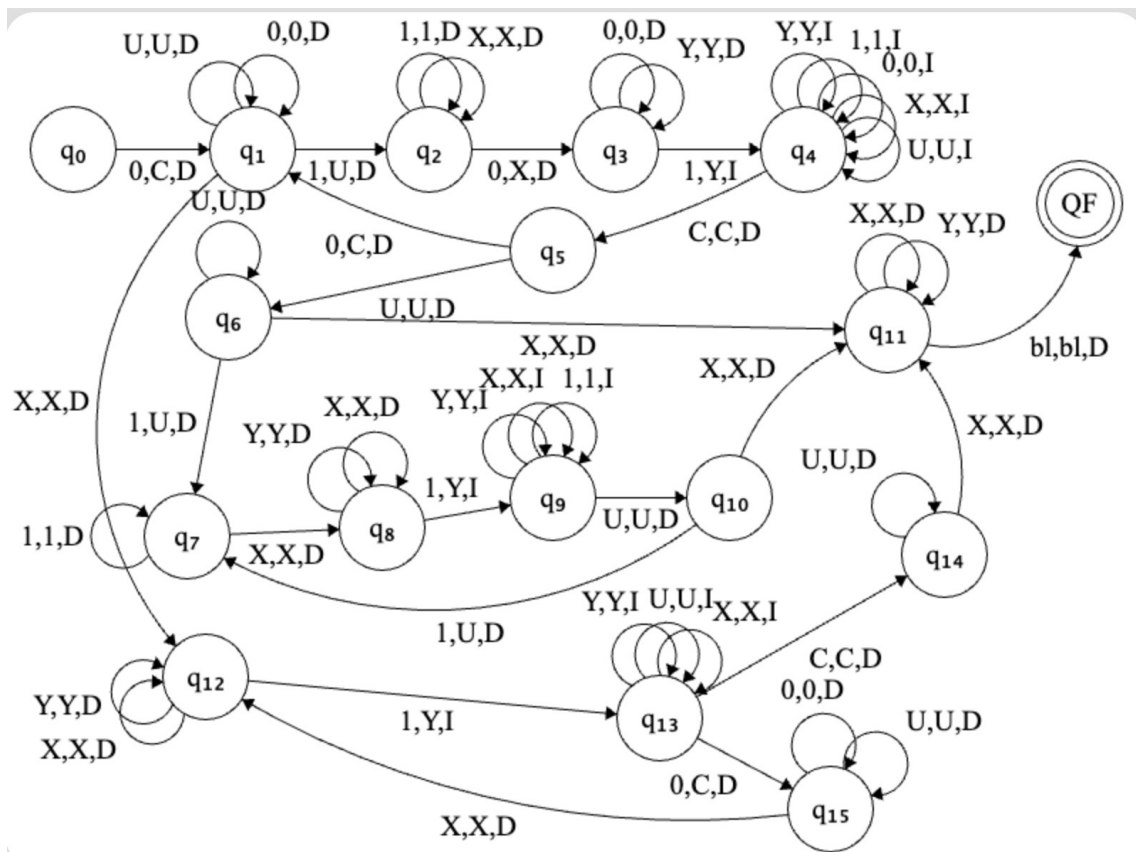 U,U,D
0,0,D
1,1,D
X,X,D
0,0,D
Y,Y,D
Y,Y,I
1,1,I
0,0,I
X,X,I
U,U,I
q₀
0,C,D
q₁
1,U,D
q₂
0,X,D
q₃
1,Y,I
q₄
U,U,D
0,C,D
q₅
C,C,D
X,X,D
Y,Y,D
QF
q₆
U,U,D
X,X,D
q₁₁
bl,bl,D
X,X,D
1,U,D
Y,Y,D
X,X,D
Y,Y,I
X,X,I
1,1,I
X,X,D
X,X,D
1,1,D
q₇
X,X,D
q₈
1,Y,I
q₉
U,U,D
q₁₀
U,U,D
q₁₄
1,U,D
Y,Y,I
U,U,I
X,X,I
C,C,D
Y,Y,D
X,X,D
q₁₂
1,Y,I
q₁₃
0,C,D
0,0,D
U,U,D
q₁₅
X,X,D